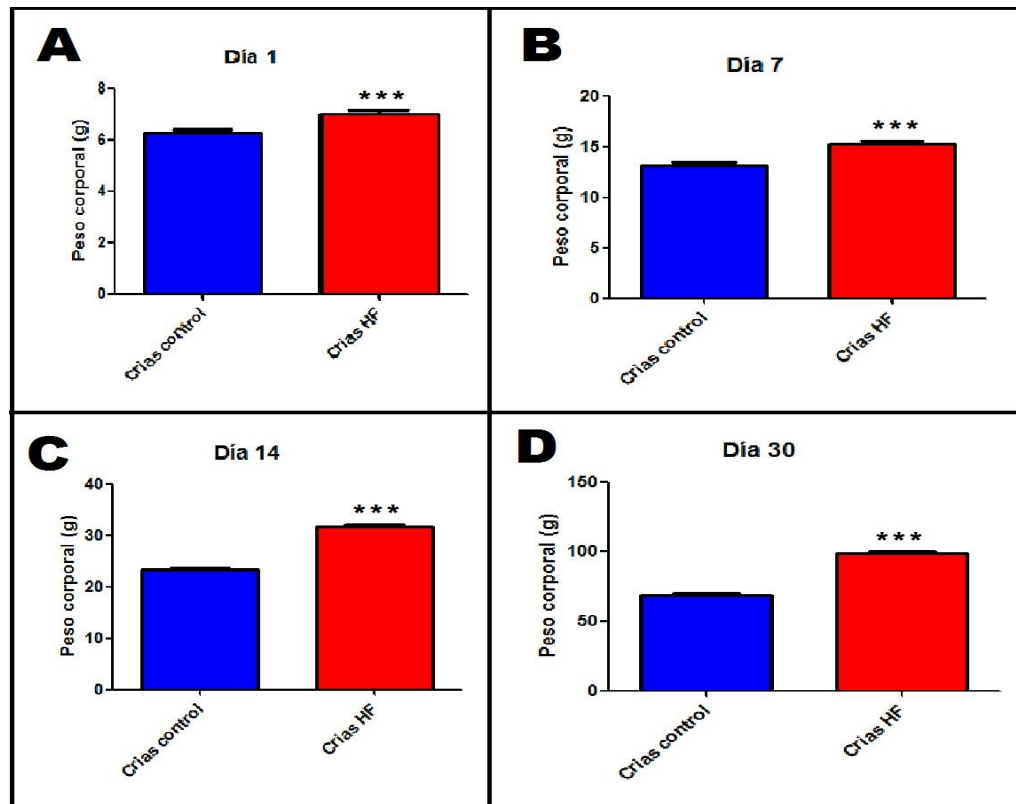 A
Día 1
Peso corporal (g)
8
6
4
2
0
***
Crias control
Crias HF
B
Día 7
Peso corporal (g)
20
15
10
5
0
***
Crias control
Crias HF
C
Día 14
Peso corporal (g)
40
30
20
10
0
***
Crias control
Crias HF
D
Día 30
Peso corporal (g)
150
100
50
0
***
Crias control
Crias HF